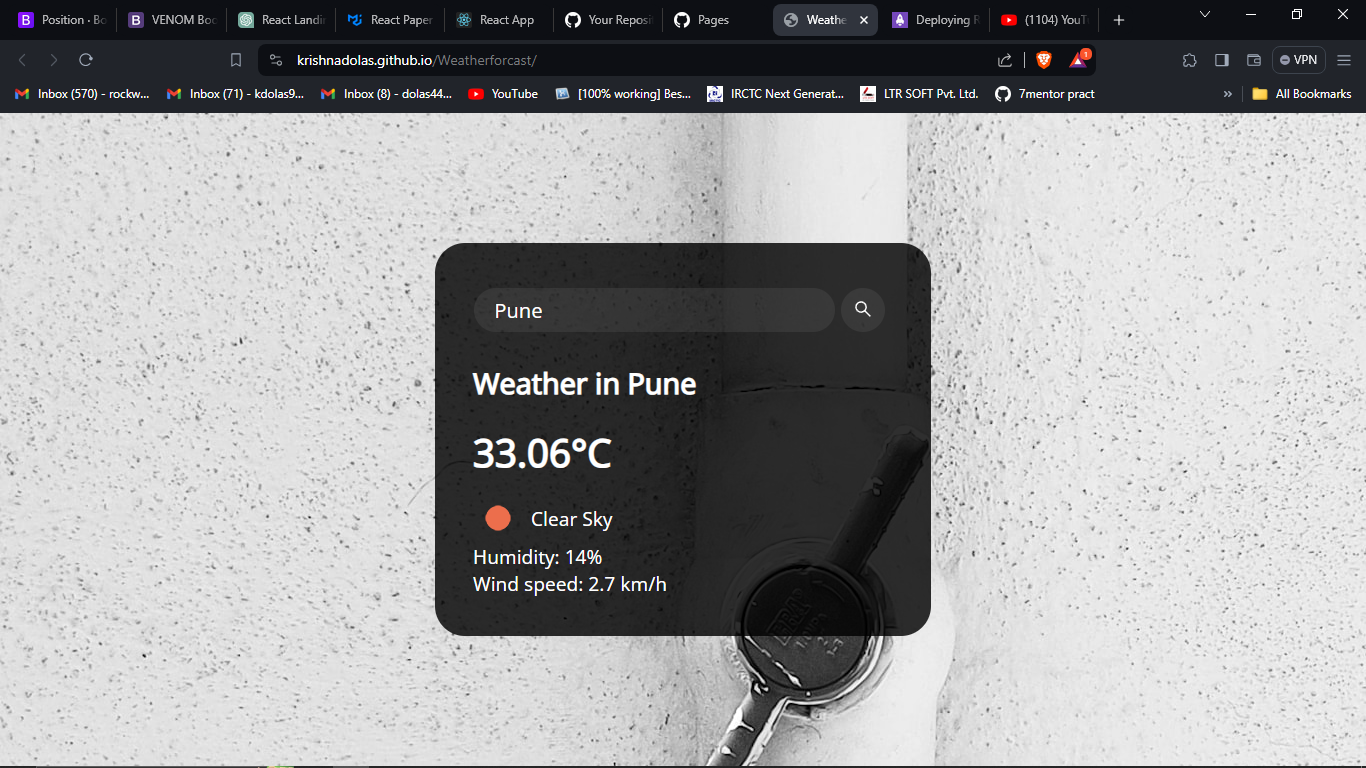 Position - Bo
VENOM Boo
React Landir
React Paper
React App
Your Reposit
Pages
Weathe
Deploying R
(1104) YouTu
krishnadolas.github.io/Weatherforcast/
1
VPN
Inbox (570) - rockw...
Inbox (71) - kdolas9...
Inbox (8) - dolas44...
YouTube
[100% working] Bes...
IRCTC Next Generat...
LTR SOFT Pvt. Ltd.
7mentor pract
»
All Bookmarks
Pune
Weather in Pune
33.06°C
Clear Sky
Humidity: 14%
Wind speed: 2.7 km/h